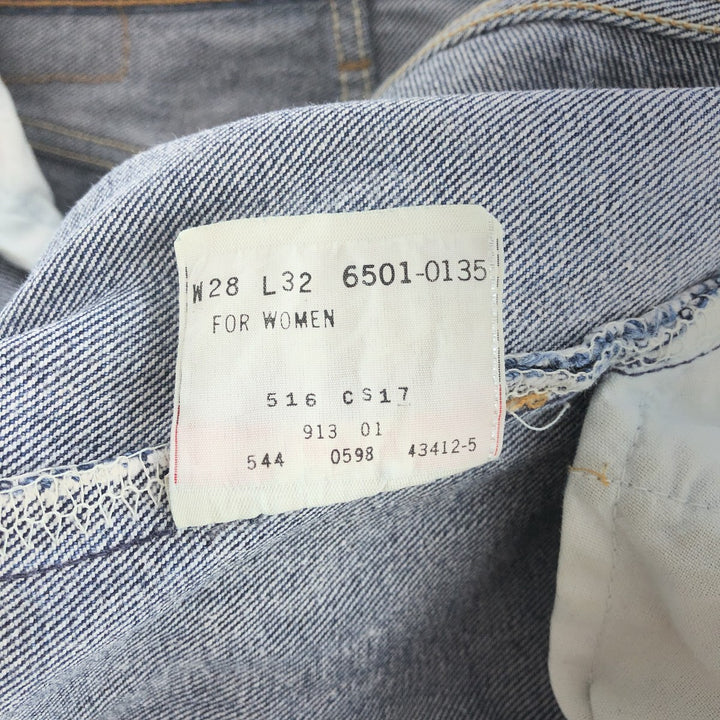 W28 L32 6501-0135
FOR WOMEN
516 CS17
913 01
544 0598 43412-5